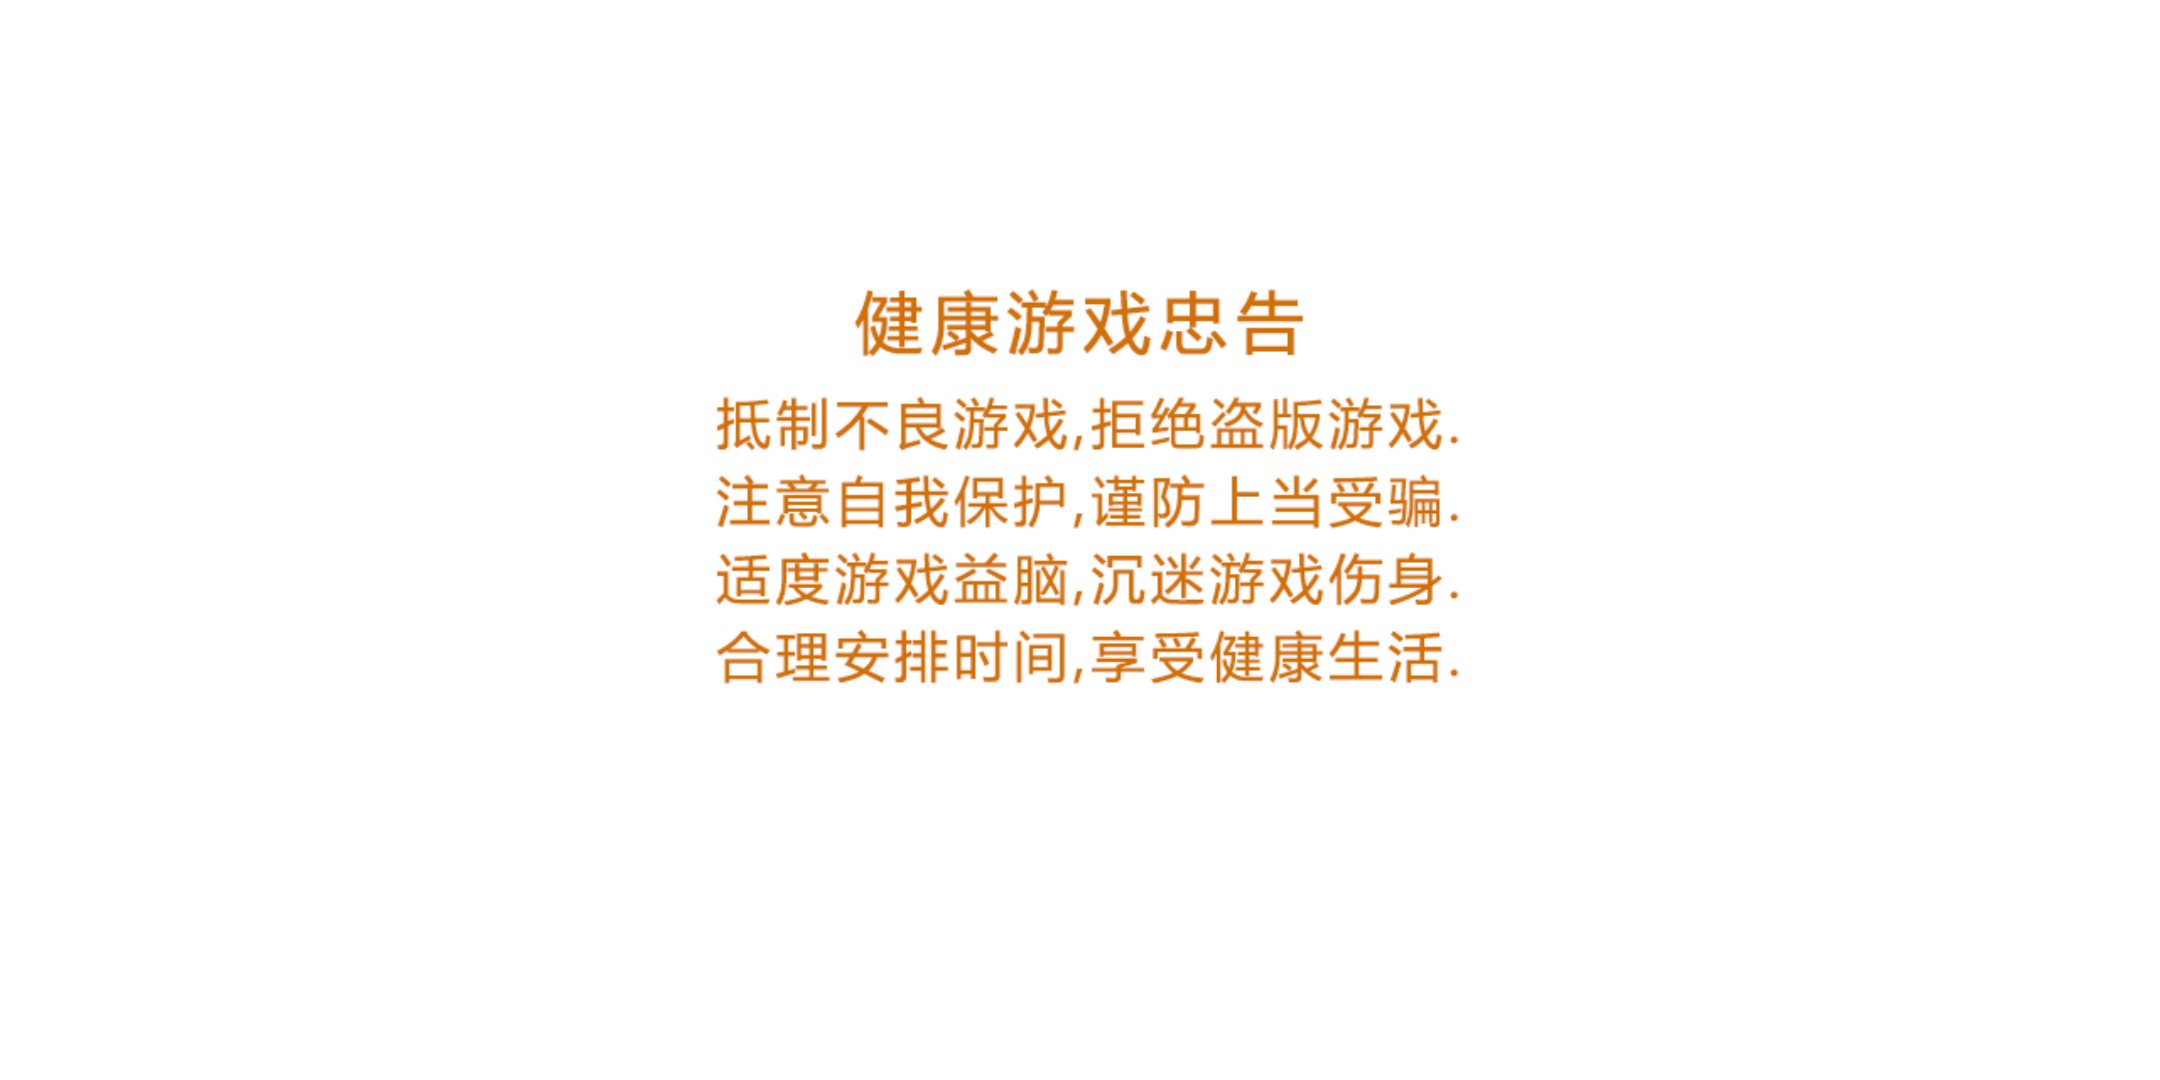 健康游戏忠告
抵制不良游戏,拒绝盗版游戏.
注意自我保护,谨防上当受骗.
适度游戏益脑,沉迷游戏伤身.
合理安排时间,享受健康生活.